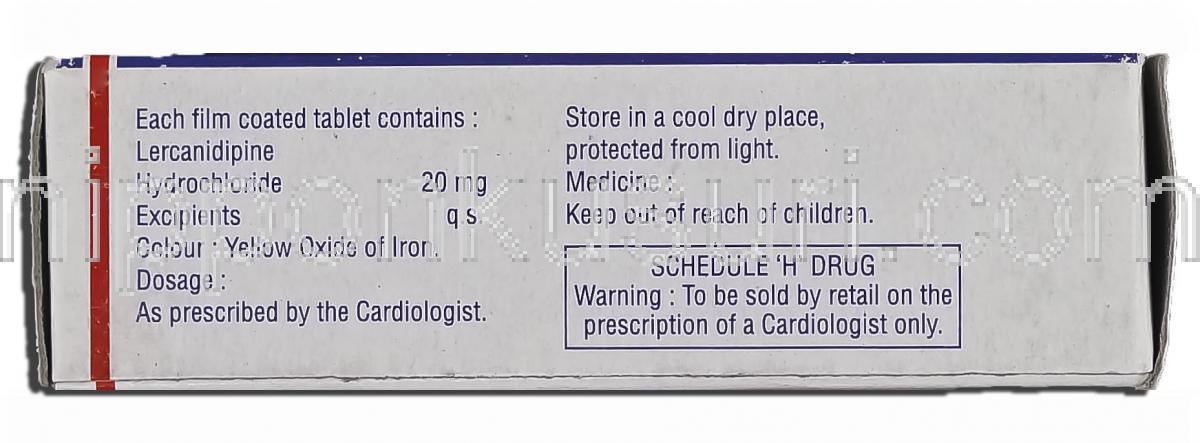 Each film coated tablet contains :
Lercanidipine
Hydrochloride 20 mg
Excipients q.s.
Colour : Yellow Oxide of Iron.
Dosage :
As prescribed by the Cardiologist.
Store in a cool dry place,
protected from light.
Medicine :
Keep out of reach of children.
SCHEDULE 'H' DRUG
Warning : To be sold by retail on the
prescription of a Cardiologist only.
nipponkusuri.com